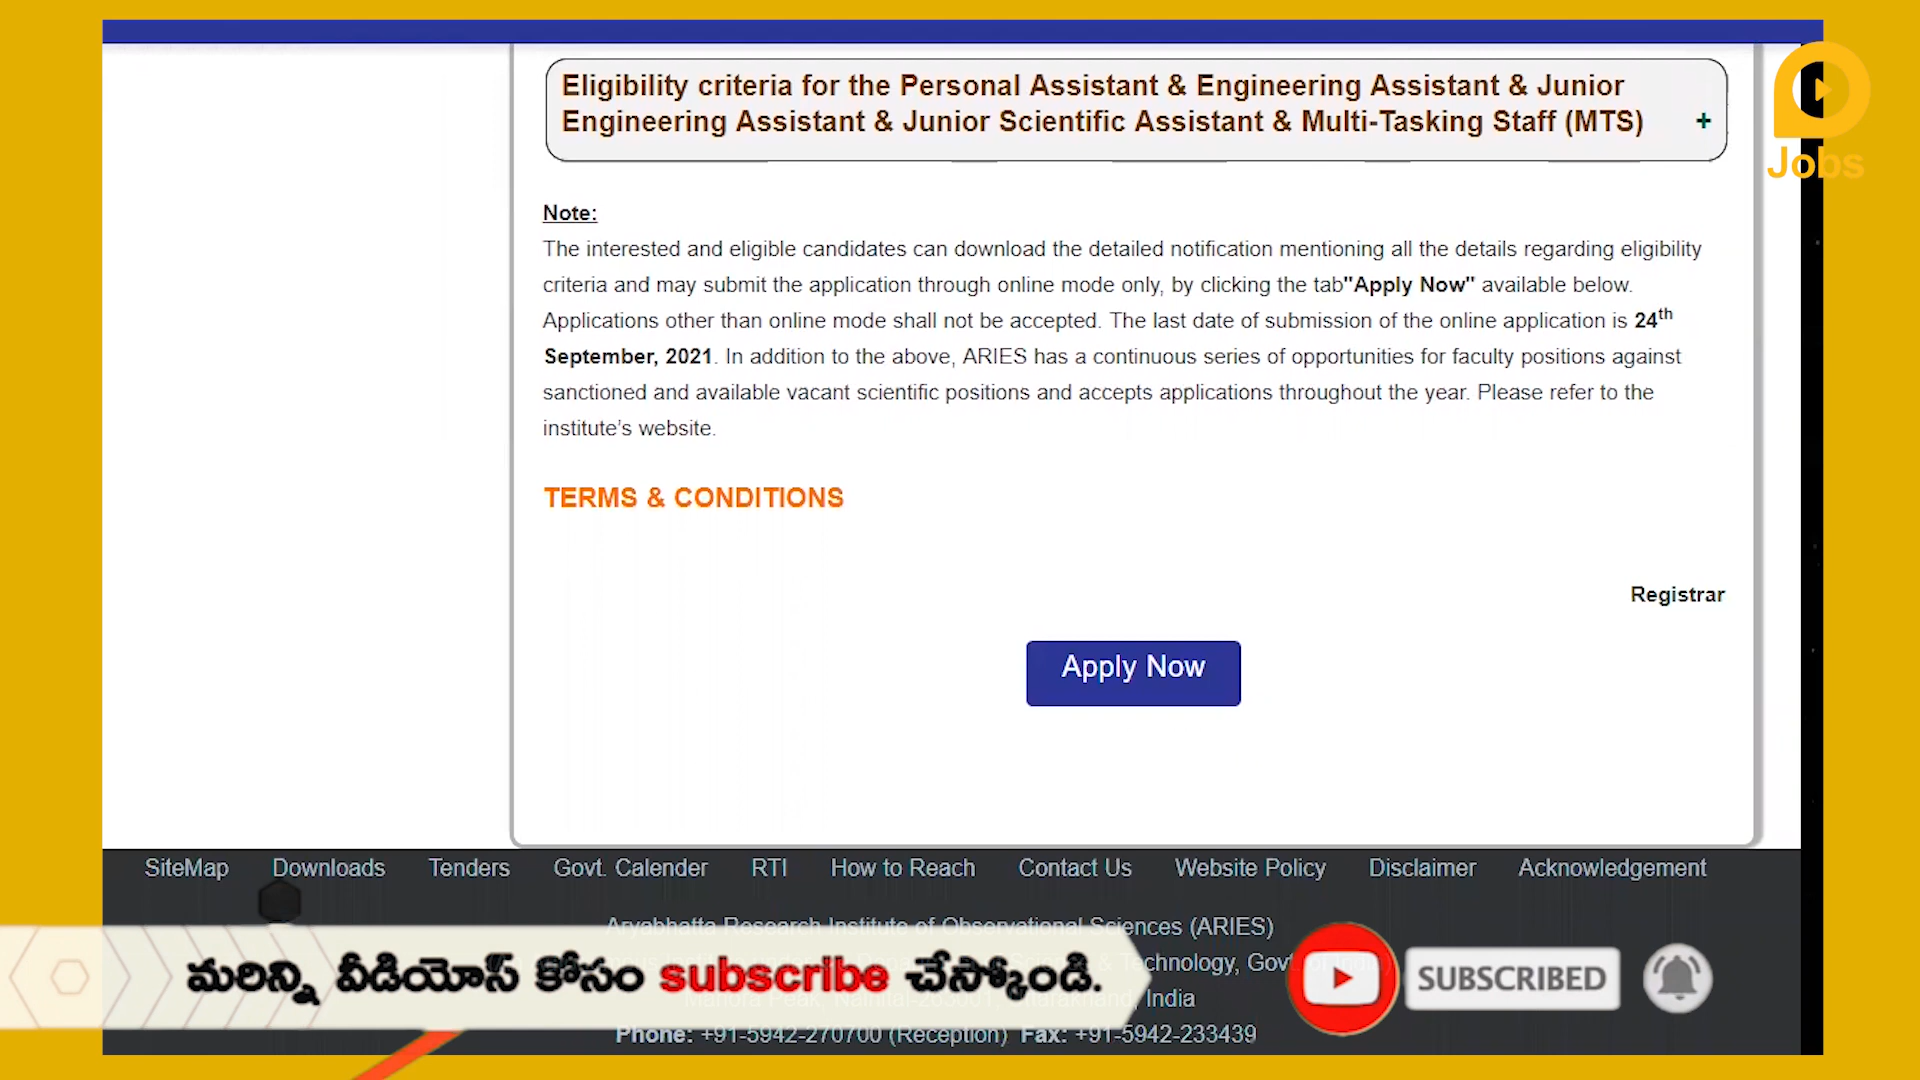 Eligibility criteria for the Personal Assistant & Engineering Assistant & Junior
Engineering Assistant & Junior Scientific Assistant & Multi-Tasking Staff (MTS) +
Jobs
Note:
The interested and eligible candidates can download the detailed notification mentioning all the details regarding eligibility
criteria and may submit the application through online mode only, by clicking the tab"Apply Now" available below.
Applications other than online mode shall not be accepted. The last date of submission of the online application is 24th
September, 2021. In addition to the above, ARIES has a continuous series of opportunities for faculty positions against
sanctioned and available vacant scientific positions and accepts applications throughout the year. Please refer to the
institute's website.
TERMS & CONDITIONS
Registrar
Apply Now
SiteMap Downloads Tenders Govt. Calender RTI How to Reach Contact Us Website Policy Disclaimer Acknowledgement
Aryabhatta Research Institute of Observational Sciences (ARIES)
మరిన్ని వీడియోస్ కోసం subscribe చేస్కోండి.
SUBSCRIBED
India
Phone: +91-5942-270700 (Reception) Fax: +91-5942-233439